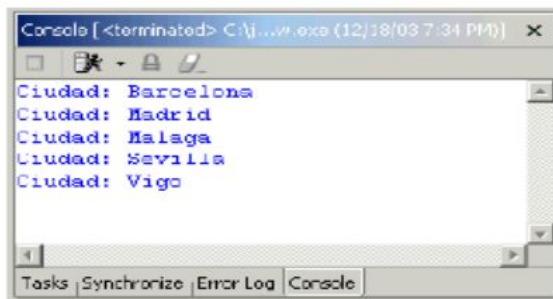 Console [ <terminated> C:\j...w.exe (12/18/03 7:34 PM)]
Ciudad: Barcelona
Ciudad: Madrid
Ciudad: Malaga
Ciudad: Sevilla
Ciudad: Vigo
Tasks Synchronize Error Log Console